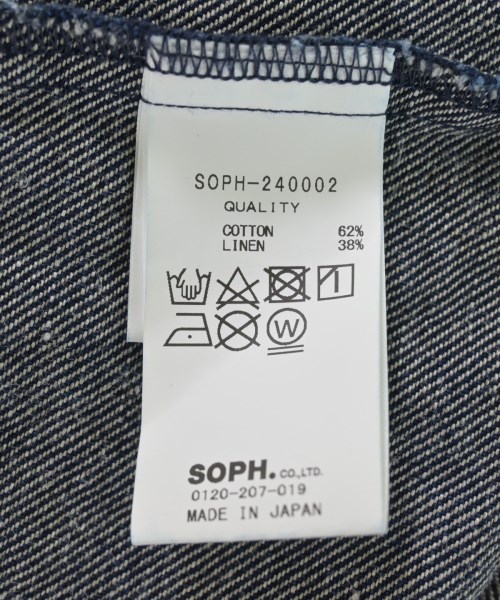 SOPH-240002
QUALITY
COTTON 62%
LINEN 38%
W
SOPH. CO.,LTD.
0120-207-019
MADE IN JAPAN